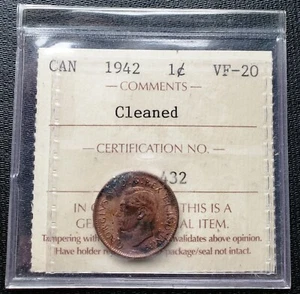 CAN 1942 1¢ VF-20
— COMMENTS —
Cleaned
— CERTIFICATION NO. —
432
IN C THIS IS A
GE AL ITEM.
Tampering with validates above opinion.
Have holder re package/seal not intact.